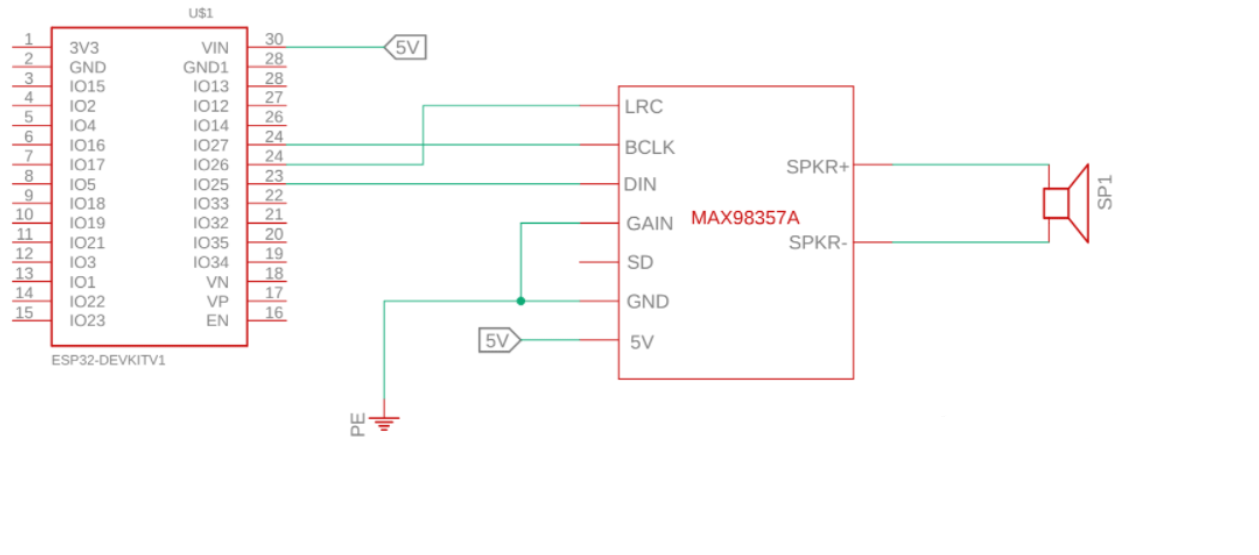 U$1
1 3V3 VIN 30 5V
2 GND GND1 28
3 IO15 IO13 28
4 IO2 IO12 27
5 IO4 IO14 26
6 IO16 IO27 24
7 IO17 IO26 24
8 IO5 IO25 23
9 IO18 IO33 22
10 IO19 IO32 21
11 IO21 IO35 20
12 IO3 IO34 19
13 IO1 VN 18
14 IO22 VP 17
15 IO23 EN 16
ESP32-DEVKITV1
LRC
BCLK
DIN
GAIN
SD
GND
5V 5V
MAX98357A
SPKR+
SPKR-
SP1
PE